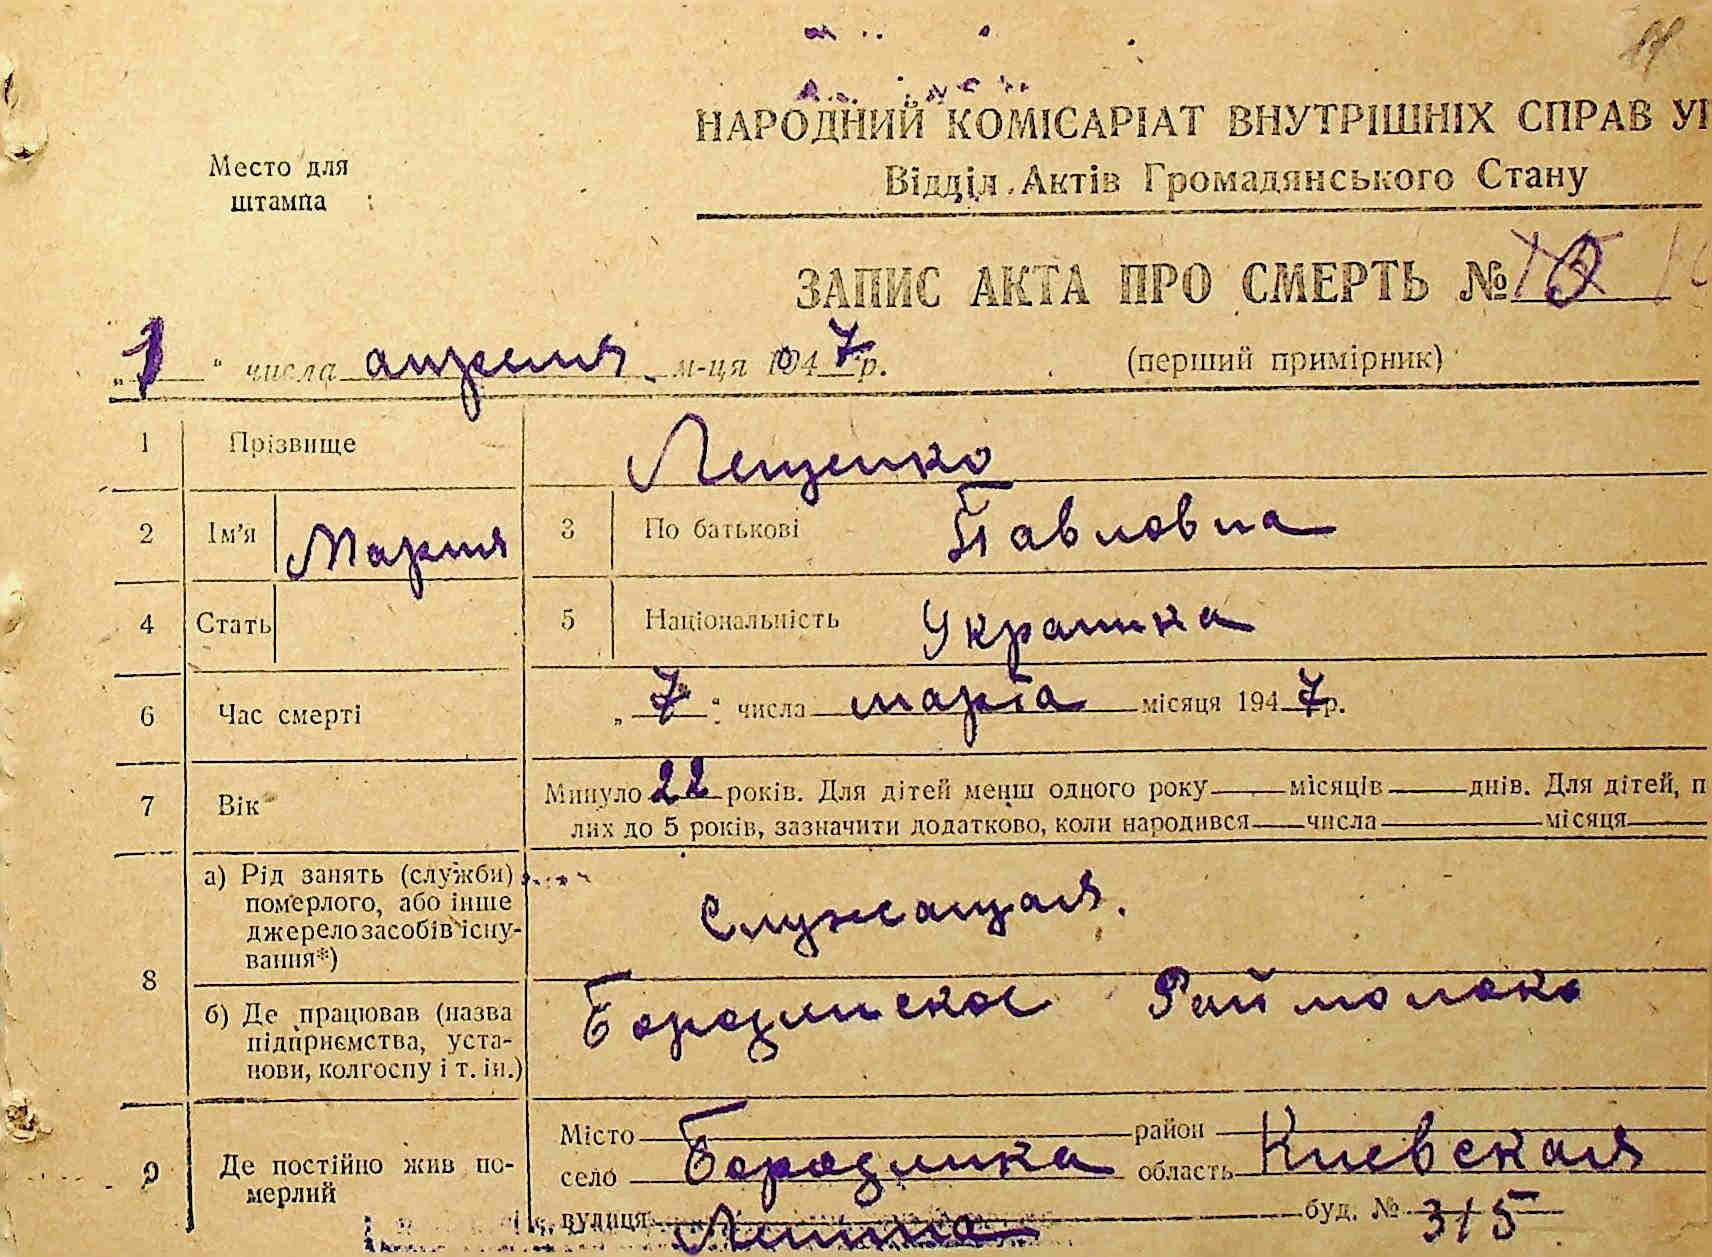 Место для
штампа
НАРОДНИЙ КОМІСАРІАТ ВНУТРІШНІХ СПРАВ
Відділ Актів Громадянського Стану
ЗАПИС АКТА ПРО СМЕРТЬ №
„1“ числа апреля м-ця 1947 р. (перший примірник)
1 Прізвище Лещенко
2 Ім'я Мария 3 По батькові Павловна
4 Стать 5 Національність Украинка
6 Час смерті „7“ числа марта місяця 1947 р.
7 Вік Минуло 22 років. Для дітей менш одного року — місяців — днів. Для дітей,
лих до 5 років, зазначити додатково, коли народився — числа — місяця
8 а) Рід занять (служби) померлого, або інше джерело засобів існування*) Служащая.
б) Де працював (назва підприємства, установи, колгоспу і т. ін.) Бородянское Раймолоко
9 Де постійно жив померлий
Місто район
село Бородянка область Киевская
вулиця Ленина буд. № 315